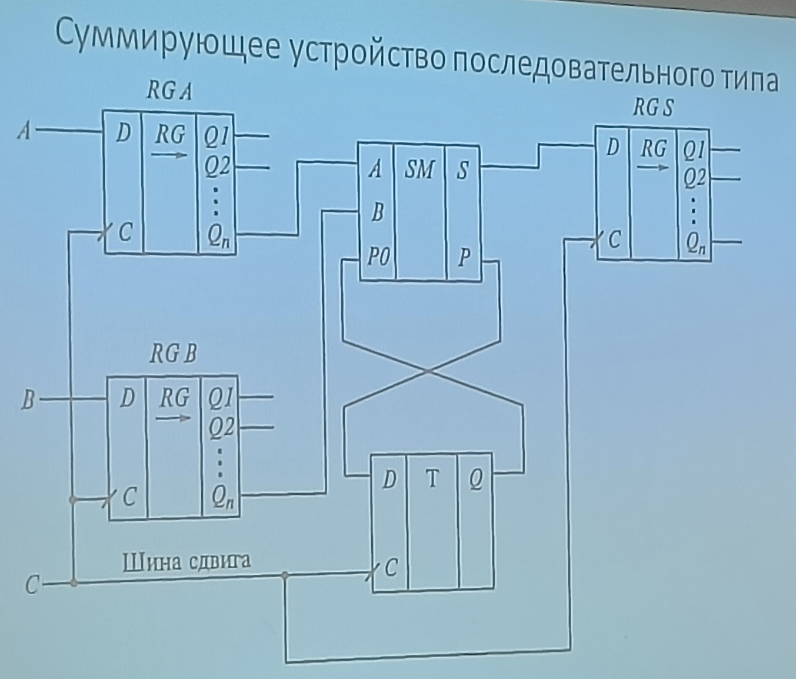 Суммирующее устройство последовательного типа
RG A
RG S
A
D RG Q1
Q2
C Qn
A SM S
B
P0 P
D RG Q1
Q2
C Qn
RG B
B
D RG Q1
Q2
C Qn
D T Q
C
Шина сдвига
C